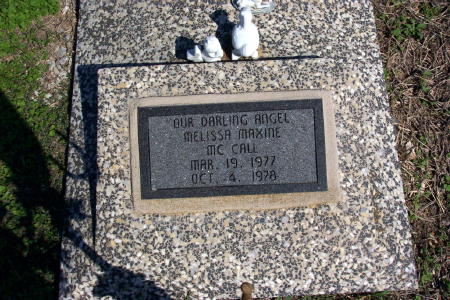 OUR DARLING ANGEL
MELISSA MAXINE
MC CALL
MAR. 19, 1977
OCT. 4, 1978